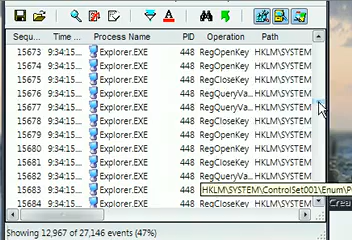 Sequ... Time ... Process Name PID Operation Path
15673 9:34:15... Explorer.EXE 448 RegOpenKey HKLM\SYSTEM
15674 9:34:15... Explorer.EXE 448 RegOpenKey HKLM\SYSTEM
15675 9:34:15... Explorer.EXE 448 RegCloseKey HKLM\SYSTEM
15676 9:34:15... Explorer.EXE 448 RegQueryVa... HKLM\SYSTEM
15677 9:34:15... Explorer.EXE 448 RegQueryVa... HKLM\SYSTEM
15678 9:34:15... Explorer.EXE 448 RegCloseKey HKLM\SYSTEM
15679 9:34:15... Explorer.EXE 448 RegOpenKey HKLM\SYSTEM
15680 9:34:15... Explorer.EXE 448 RegOpenKey HKLM\SYSTEM
15681 9:34:15... Explorer.EXE 448 RegCloseKey HKLM\SYSTEM
15682 9:34:15... Explorer.EXE 448 RegQueryVa... HKLM\SYSTEM
15683 9:34:15... Explorer.EXE 448
HKLM\SYSTEM\ControlSet001\Enum\P
15684 9:34:15... Explorer.EXE 448 RegCloseKey HKLM\SYSTEM
Crea
Showing 12,967 of 27,146 events (47%)